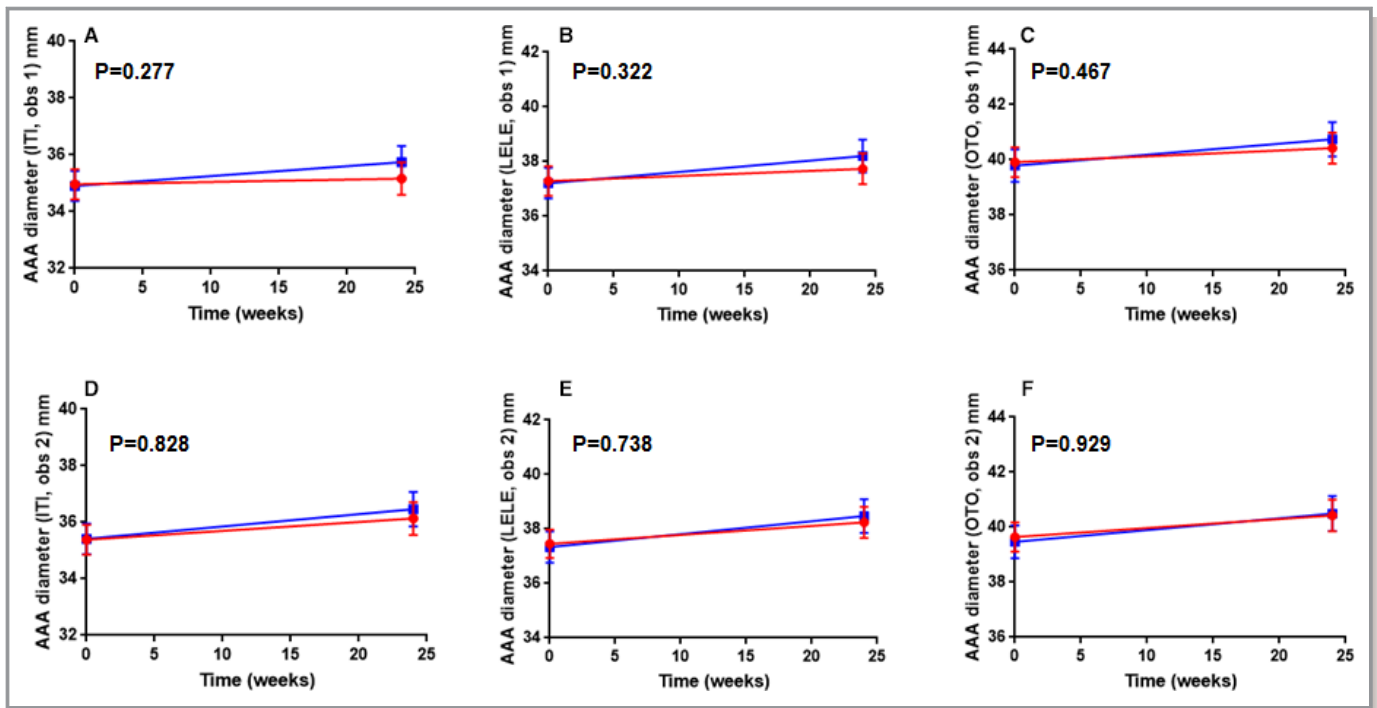 A
P=0.277
AAA diameter (ITI, obs 1) mm
40
38
36
34
32
0 5 10 15 20 25
Time (weeks)
B
P=0.322
AAA diameter (LELE, obs 1) mm
42
40
38
36
34
0 5 10 15 20 25
Time (weeks)
C
P=0.467
AAA diameter (OTO, obs 1) mm
44
42
40
38
36
0 5 10 15 20 25
Time (weeks)
D
P=0.828
AAA diameter (ITI, obs 2) mm
40
38
36
34
32
0 5 10 15 20 25
Time (weeks)
E
P=0.738
AAA diameter (LELE, obs 2) mm
42
40
38
36
34
0 5 10 15 20 25
Time (weeks)
F
P=0.929
AAA diameter (OTO, obs 2) mm
44
42
40
38
36
0 5 10 15 20 25
Time (weeks)